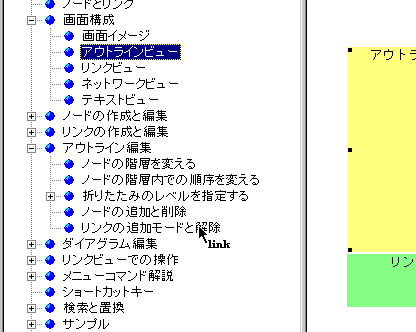 ノードとリンク
画面構成
画面イメージ
アウトラインビュー
リンクビュー
ネットワークビュー
テキストビュー
ノードの作成と編集
リンクの作成と編集
アウトライン編集
ノードの階層を変える
ノードの階層内での順序を変える
折りたたみのレベルを指定する
ノードの追加と削除
リンクの追加モードと解除
link
ダイアグラム編集
リンクビューでの操作
メニューコマンド解説
ショートカットキー
検索と置換
サンプル
アウトラ
リン